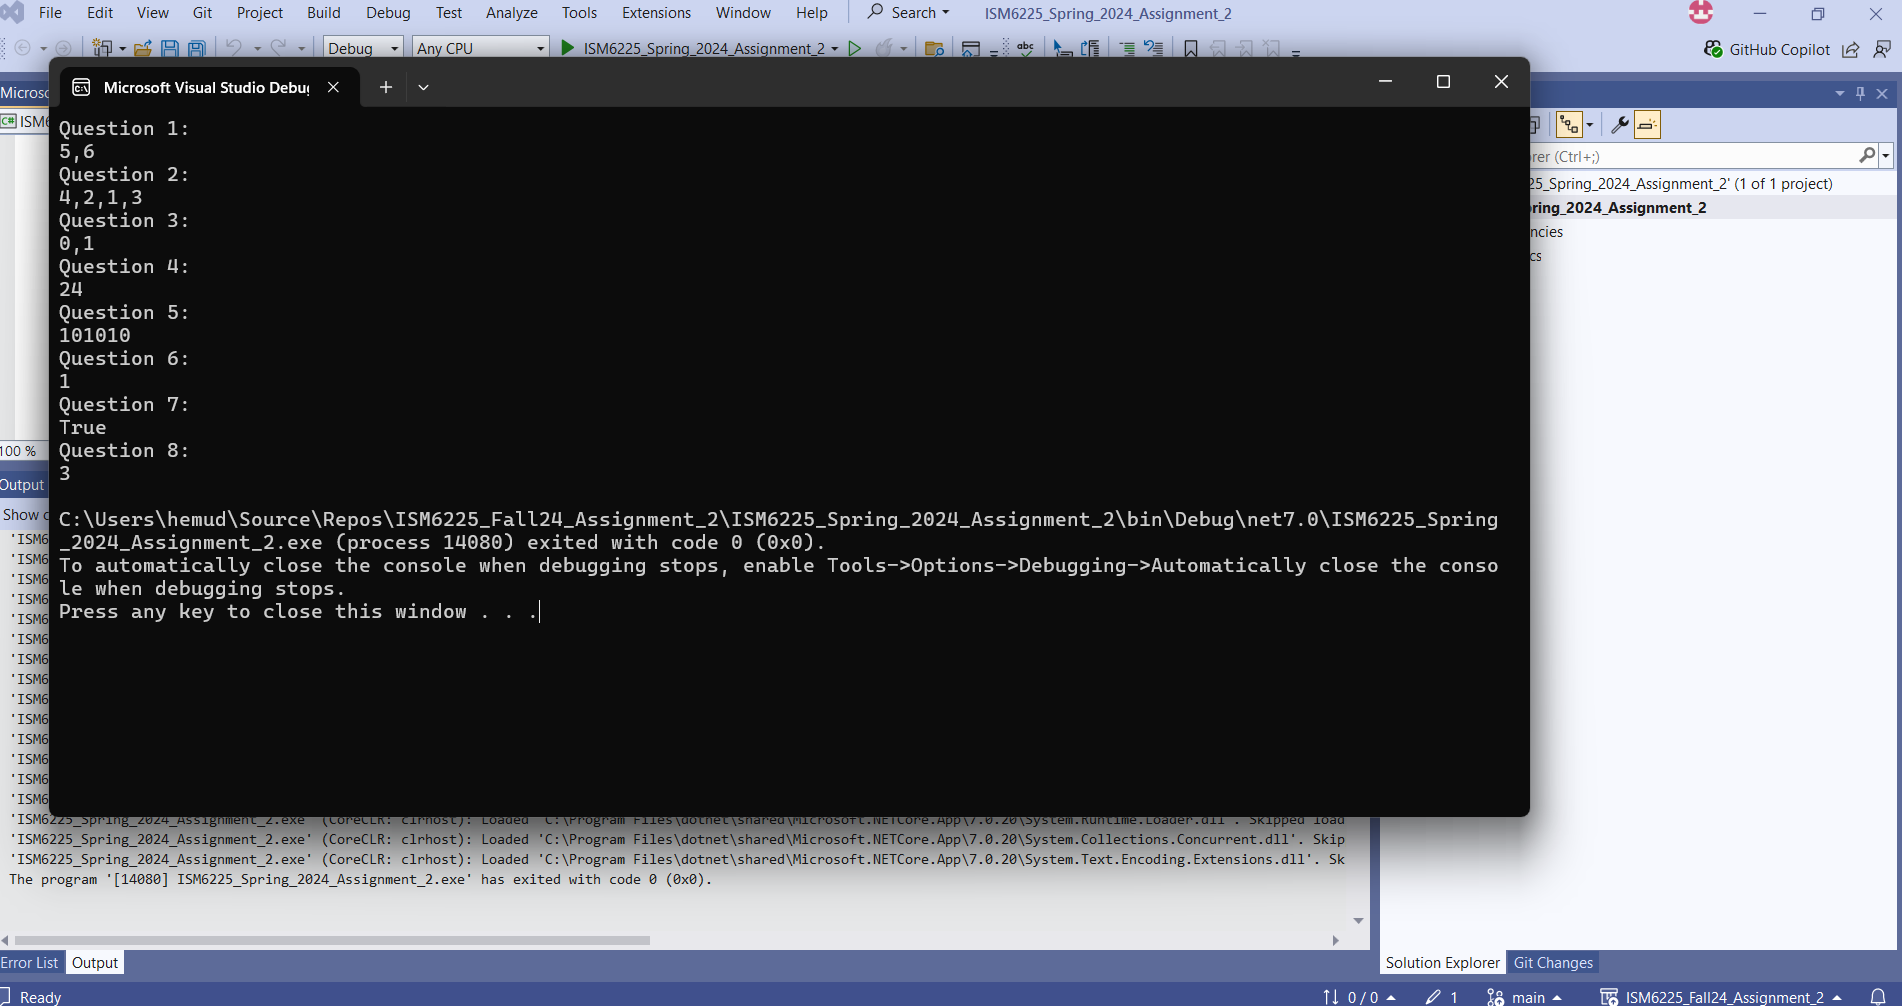 File Edit View Git Project Build Debug Test Analyze Tools Extensions Window Help Search ISM6225_Spring_2024_Assignment_2
Debug Any CPU ISM6225_Spring_2024_Assignment_2 abc GitHub Copilot
Microsoft Visual Studio Debu
C# ISM6
Question 1:
5,6
Question 2:
4,2,1,3
Question 3:
0,1
Question 4:
24
Question 5:
101010
Question 6:
1
Question 7:
True
Question 8:
3
C:\Users\hemud\Source\Repos\ISM6225_Fall24_Assignment_2\ISM6225_Spring_2024_Assignment_2\bin\Debug\net7.0\ISM6225_Spring
_2024_Assignment_2.exe (process 14080) exited with code 0 (0x0).
To automatically close the console when debugging stops, enable Tools->Options->Debugging->Automatically close the conso
le when debugging stops.
Press any key to close this window . . .
rer (Ctrl+;)
25_Spring_2024_Assignment_2' (1 of 1 project)
ring_2024_Assignment_2
ncies
cs
100 %
Output
Show
'ISM6
'ISM6
'ISM6
'ISM6
'ISM6
'ISM6
'ISM6
'ISM6
'ISM6
'ISM6
'ISM6
'ISM6
'ISM6
'ISM6
'ISM6225_Spring_2024_Assignment_2.exe' (CoreCLR: clrhost): Loaded 'C:\Program Files\dotnet\shared\Microsoft.NETCore.App\7.0.20\System.Runtime.Loader.dll'. Skipped load
'ISM6225_Spring_2024_Assignment_2.exe' (CoreCLR: clrhost): Loaded 'C:\Program Files\dotnet\shared\Microsoft.NETCore.App\7.0.20\System.Collections.Concurrent.dll'. Skip
'ISM6225_Spring_2024_Assignment_2.exe' (CoreCLR: clrhost): Loaded 'C:\Program Files\dotnet\shared\Microsoft.NETCore.App\7.0.20\System.Text.Encoding.Extensions.dll'. Sk
The program '[14080] ISM6225_Spring_2024_Assignment_2.exe' has exited with code 0 (0x0).
Error List Output
Solution Explorer Git Changes
Ready 0 / 0 1 main ISM6225_Fall24_Assignment_2